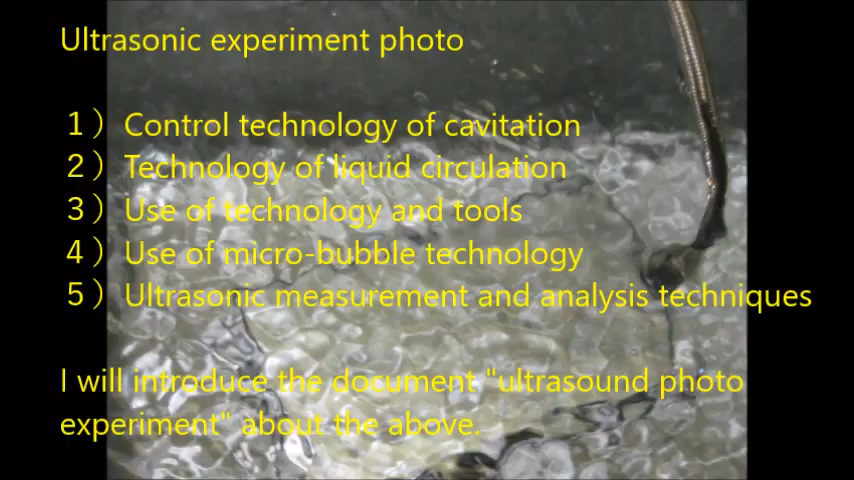 Ultrasonic experiment photo
1）Control technology of cavitation
2）Technology of liquid circulation
3）Use of technology and tools
4）Use of micro-bubble technology
5）Ultrasonic measurement and analysis techniques
I will introduce the document "ultrasound photo
experiment" about the above.